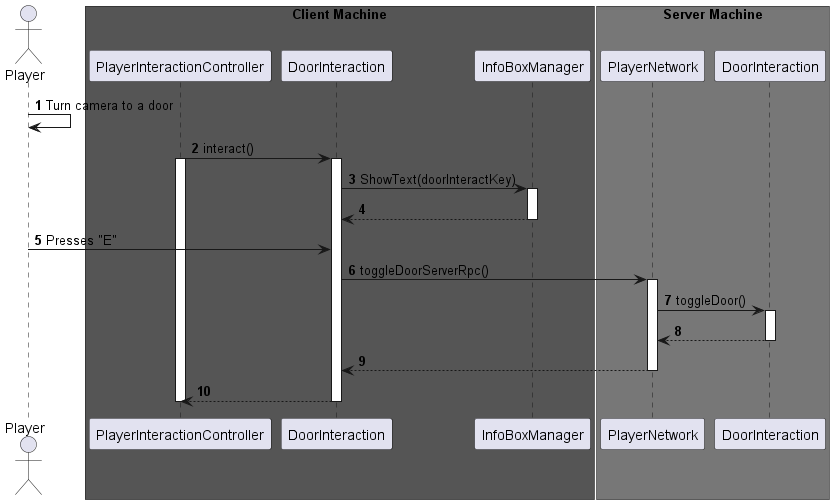 Client Machine
Server Machine
Player
PlayerInteractionController
DoorInteraction
InfoBoxManager
PlayerNetwork
DoorInteraction
1 Turn camera to a door
2 interact()
3 ShowText(doorInteractKey)
4
5 Presses "E"
6 toggleDoorServerRpc()
7 toggleDoor()
8
9
10
Player
PlayerInteractionController
DoorInteraction
InfoBoxManager
PlayerNetwork
DoorInteraction